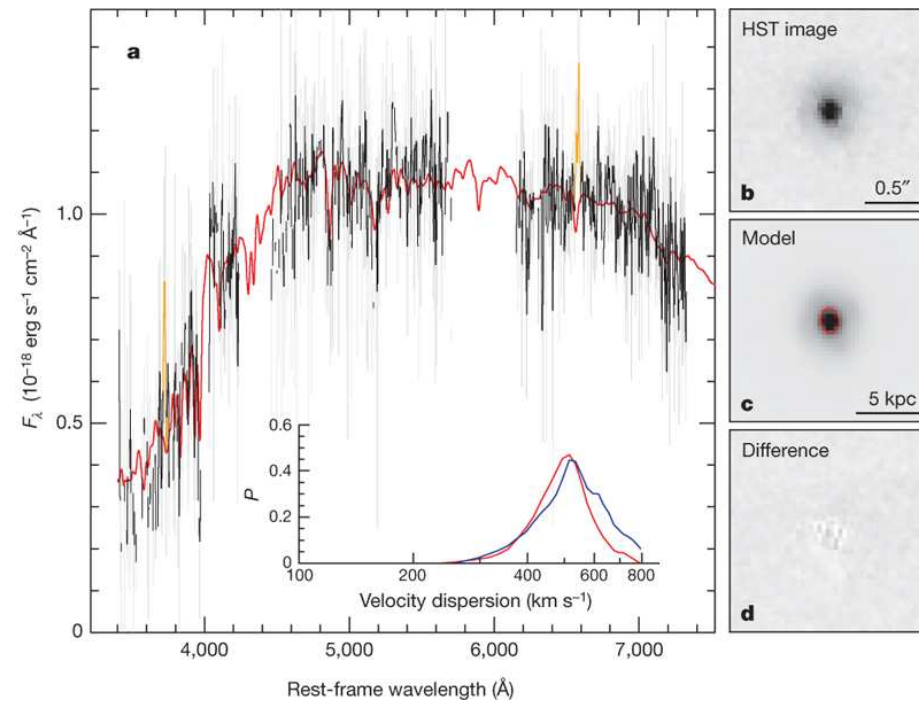 a
F_λ (10⁻¹⁸ erg s⁻¹ cm⁻² Å⁻¹)
1.0
0.5
0
4,000 5,000 6,000 7,000
Rest-frame wavelength (Å)
P
0.6
0.4
0.2
0
100 200 400 600 800
Velocity dispersion (km s⁻¹)
HST image
b
0.5″
Model
c
5 kpc
Difference
d